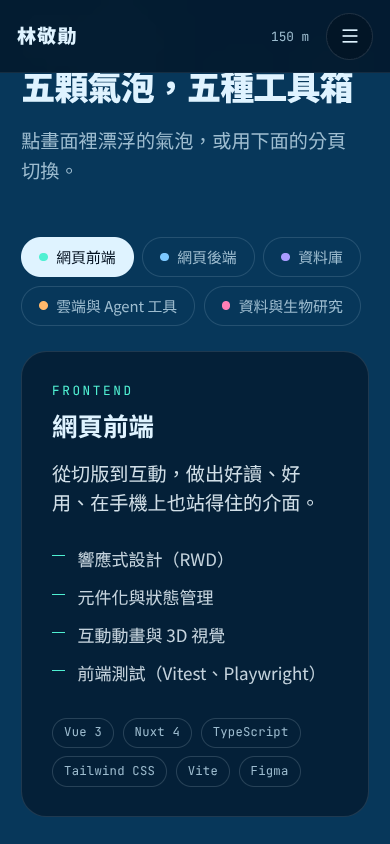 林敬勛
150 m
五顆氣泡，五種工具箱
點畫面裡漂浮的氣泡，或用下面的分頁
切換。
網頁前端
網頁後端
資料庫
雲端與 Agent 工具
資料與生物研究
FRONTEND
網頁前端
從切版到互動，做出好讀、好
用、在手機上也站得住的介面。
響應式設計（RWD）
元件化與狀態管理
互動動畫與 3D 視覺
前端測試（Vitest、Playwright）
Vue 3
Nuxt 4
TypeScript
Tailwind CSS
Vite
Figma